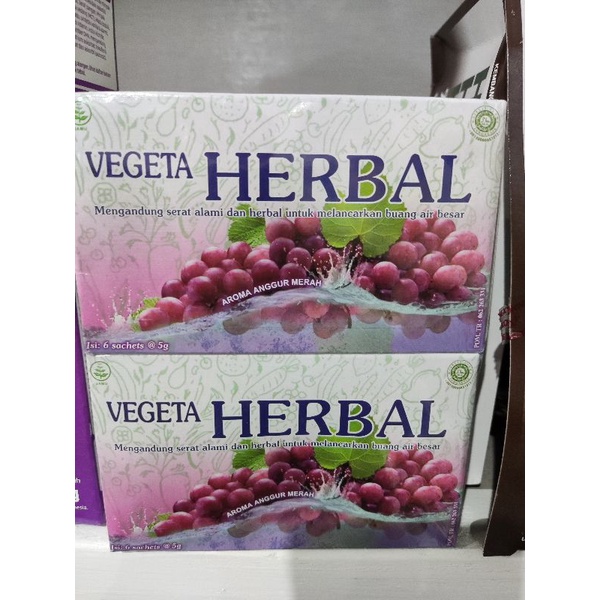 VEGETA HERBAL
Mengandung serat alami dan herbal untuk melancarkan buang air besar
AROMA ANGGUR MERAH
Isi: 6 sachets @ 5g
VEGETA HERBAL
Mengandung serat alami dan herbal untuk melancarkan buang air besar
AROMA ANGGUR MERAH
Isi: 6 sachets @ 5g